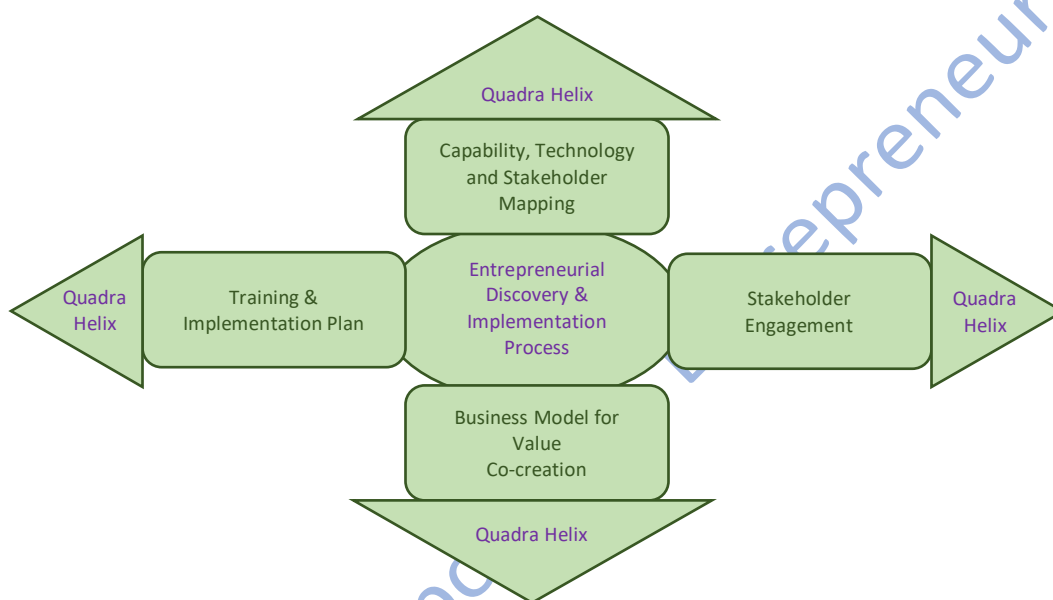 Quadra Helix
Capability, Technology
and Stakeholder
Mapping
Quadra
Helix
Training &
Implementation Plan
Entrepreneurial
Discovery &
Implementation
Process
Stakeholder
Engagement
Quadra
Helix
Business Model for
Value
Co-creation
Quadra Helix